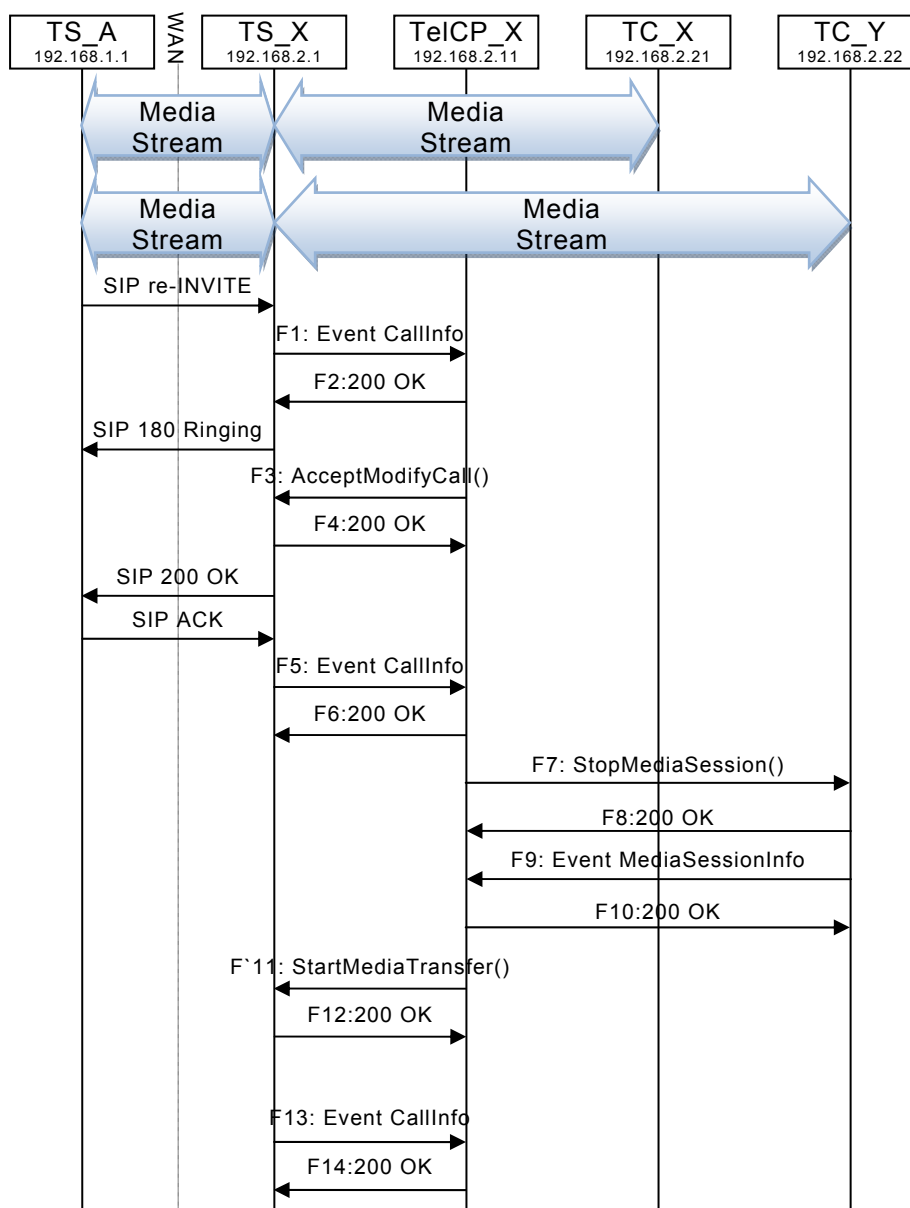 TS_A
192.168.1.1
WAN
TS_X
192.168.2.1
TelCP_X
192.168.2.11
TC_X
192.168.2.21
TC_Y
192.168.2.22
Media
Stream
Media
Stream
Media
Stream
Media
Stream
SIP re-INVITE
F1: Event CallInfo
F2:200 OK
SIP 180 Ringing
F3: AcceptModifyCall()
F4:200 OK
SIP 200 OK
SIP ACK
F5: Event CallInfo
F6:200 OK
F7: StopMediaSession()
F8:200 OK
F9: Event MediaSessionInfo
F10:200 OK
F`11: StartMediaTransfer()
F12:200 OK
F13: Event CallInfo
F14:200 OK